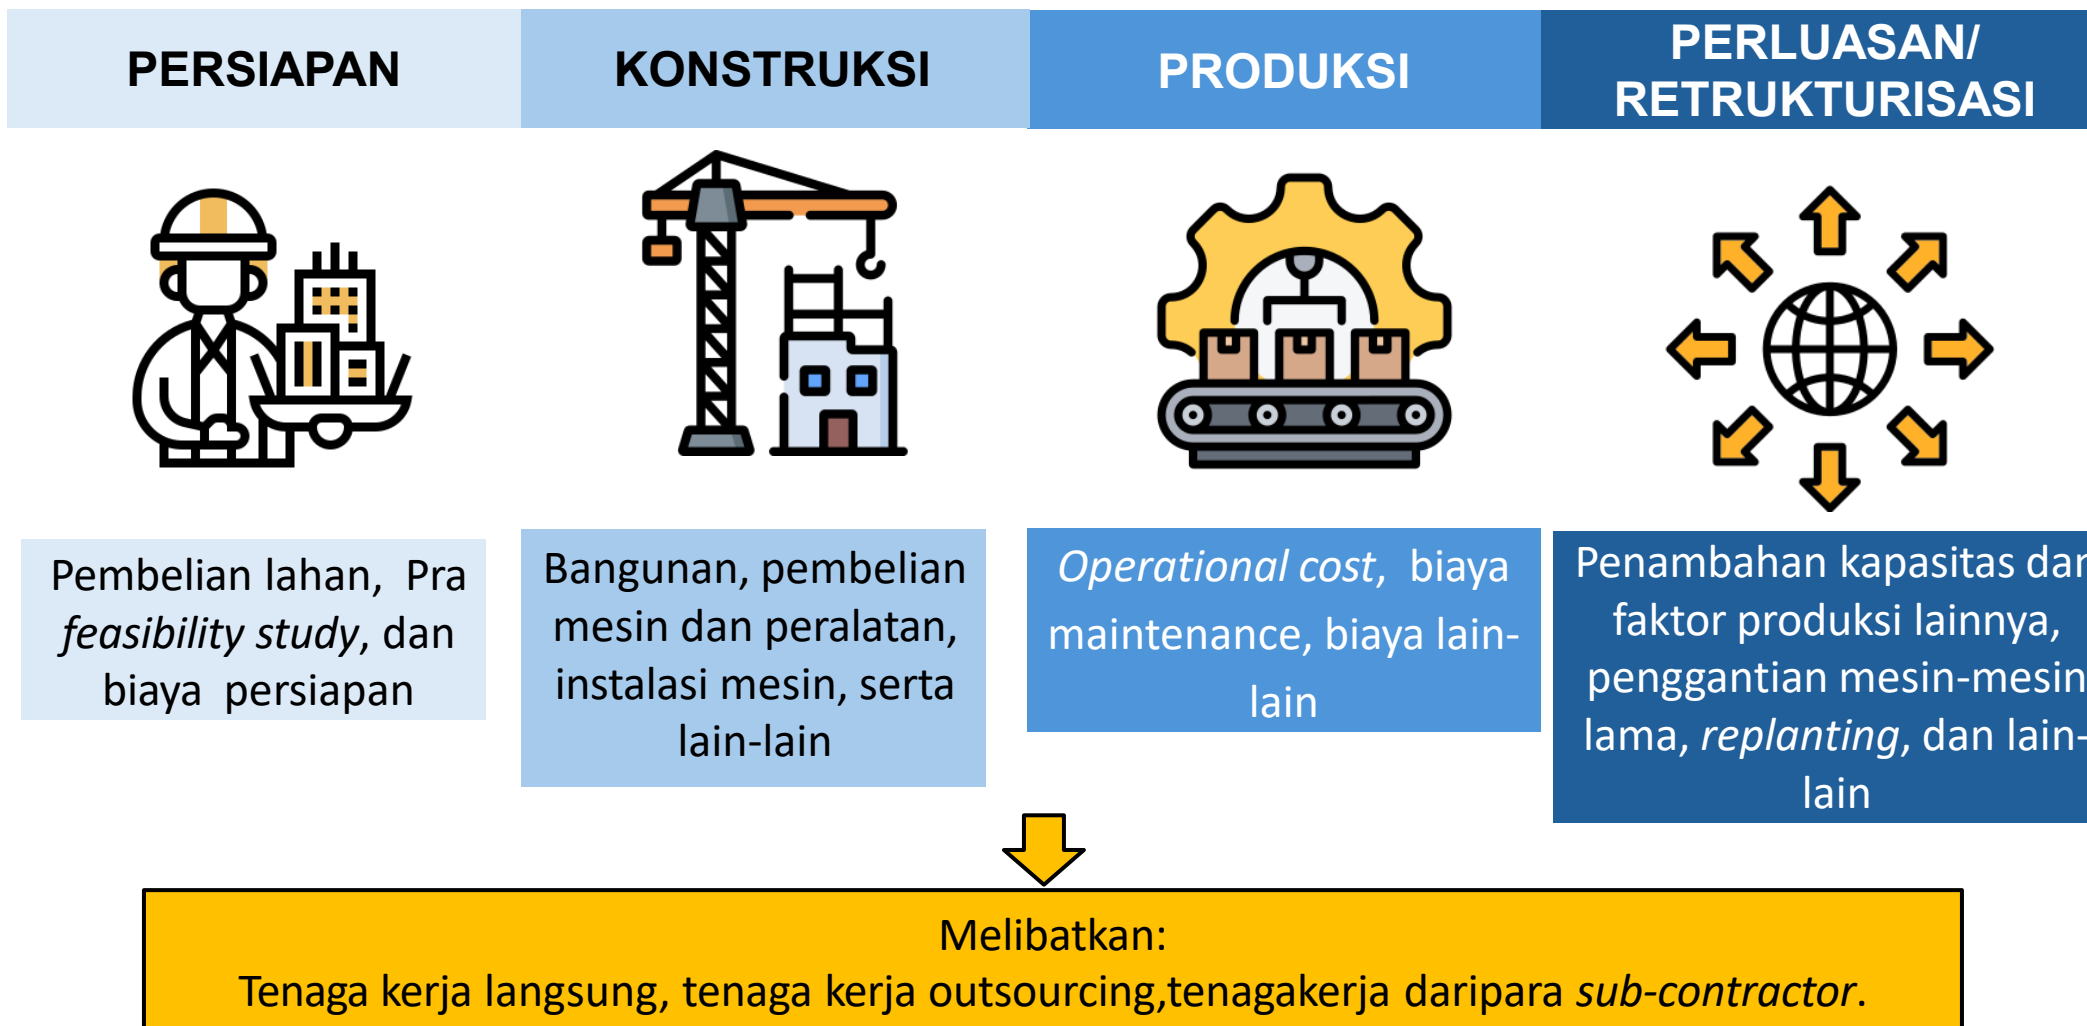 PERSIAPAN
KONSTRUKSI
PRODUKSI
PERLUASAN/
RETRUKTURISASI
Pembelian lahan, Pra
feasibility study, dan
biaya persiapan
Bangunan, pembelian
mesin dan peralatan,
instalasi mesin, serta
lain-lain
Operational cost, biaya
maintenance, biaya lain-
lain
Penambahan kapasitas dan
faktor produksi lainnya,
penggantian mesin-mesin
lama, replanting, dan lain-
lain
Melibatkan:
Tenaga kerja langsung, tenaga kerja outsourcing,tenagakerja daripara sub-contractor.